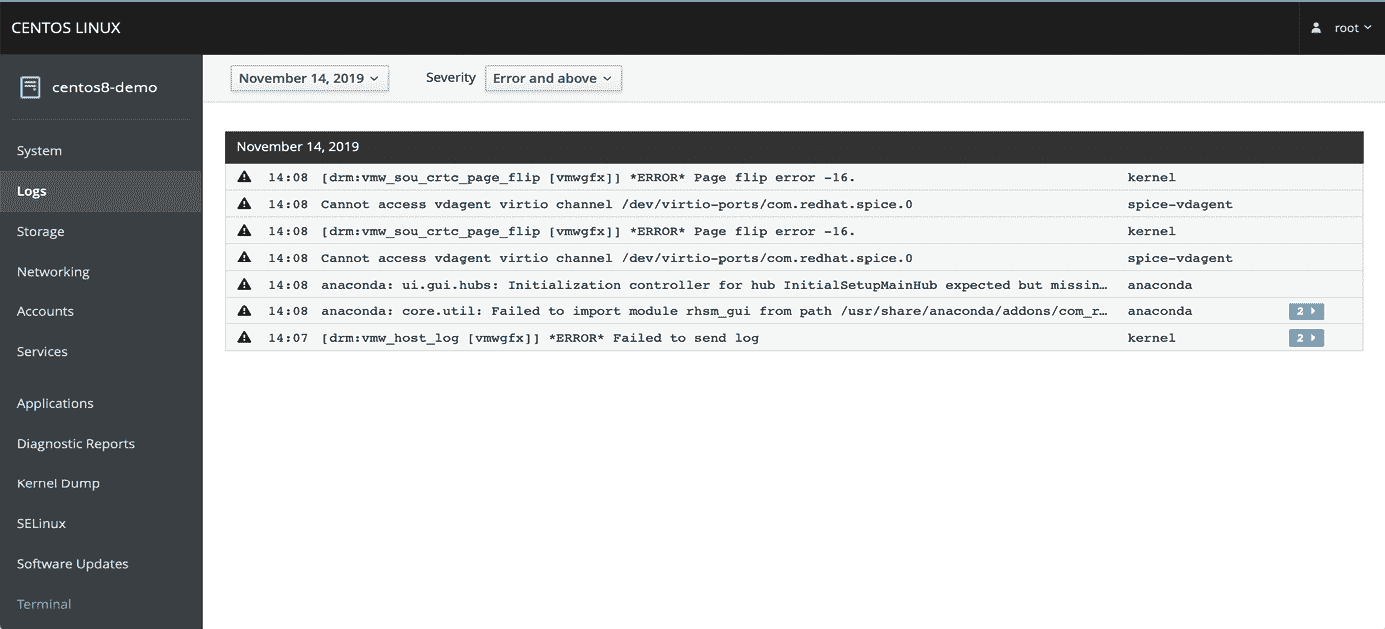 CENTOS LINUX
root
centos8-demo
November 14, 2019
Severity
Error and above
System
Logs
Storage
Networking
Accounts
Services
Applications
Diagnostic Reports
Kernel Dump
SELinux
Software Updates
Terminal
November 14, 2019
14:08 [drm:vmw_sou_crtc_page_flip [vmwgfx]] *ERROR* Page flip error -16. kernel
14:08 Cannot access vdagent virtio channel /dev/virtio-ports/com.redhat.spice.0 spice-vdagent
14:08 [drm:vmw_sou_crtc_page_flip [vmwgfx]] *ERROR* Page flip error -16. kernel
14:08 Cannot access vdagent virtio channel /dev/virtio-ports/com.redhat.spice.0 spice-vdagent
14:08 anaconda: ui.gui.hubs: Initialization controller for hub InitialSetupMainHub expected but missin… anaconda
14:08 anaconda: core.util: Failed to import module rhsm_gui from path /usr/share/anaconda/addons/com_r… anaconda 2
14:07 [drm:vmw_host_log [vmwgfx]] *ERROR* Failed to send log kernel 2